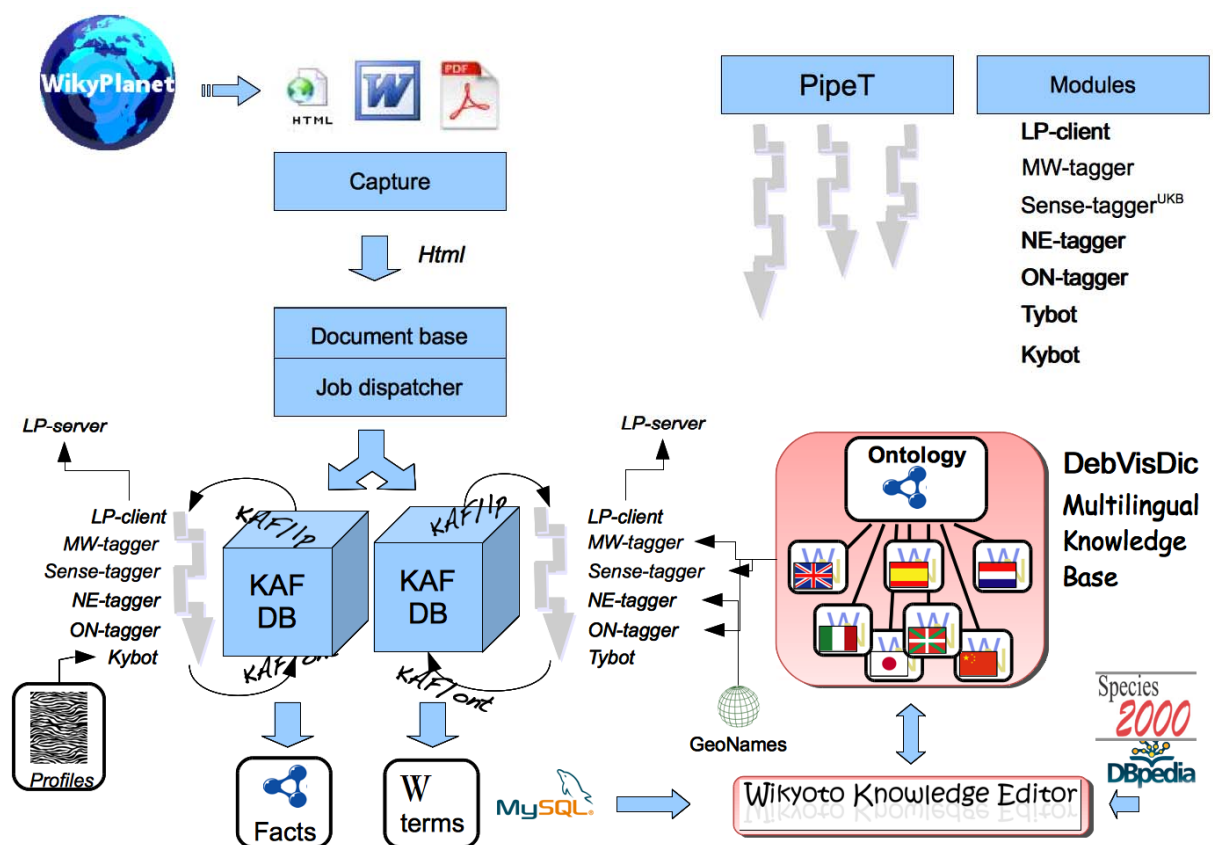 WikyPlanet
HTML
W
PDF
Capture
Html
Document base
Job dispatcher
PipeT
Modules
LP-client
MW-tagger
Sense-taggerUKB
NE-tagger
ON-tagger
Tybot
Kybot
LP-server
LP-client
MW-tagger
Sense-tagger
NE-tagger
ON-tagger
Kybot
Profiles
KAF/lp
KAF
DB
KAF/ont
KAF/lp
KAF
DB
KAF/ont
LP-server
LP-client
MW-tagger
Sense-tagger
NE-tagger
ON-tagger
Tybot
GeoNames
Ontology
DebVisDic
Multilingual
Knowledge
Base
Facts
W
terms
MySQL®
Wikyoto Knowledge Editor
Species
2000
DBpedia